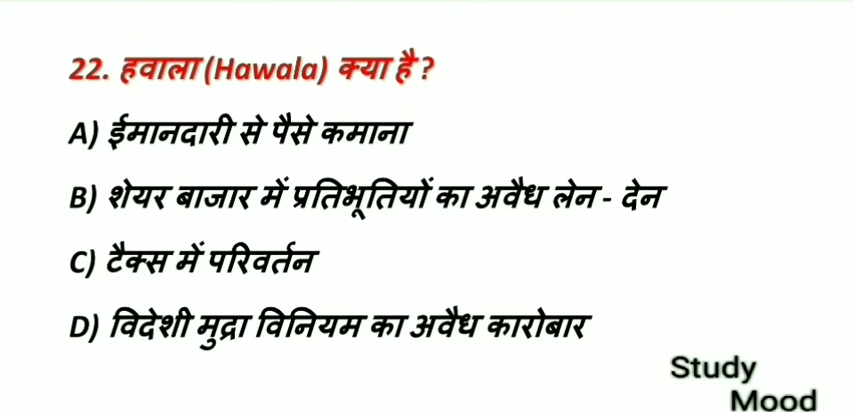 22. हवाला (Hawala) क्या है ?
A) ईमानदारी से पैसे कमाना
B) शेयर बाजार में प्रतिभूतियों का अवैध लेन - देन
C) टैक्स में परिवर्तन
D) विदेशी मुद्रा विनियम का अवैध कारोबार
Study
Mood